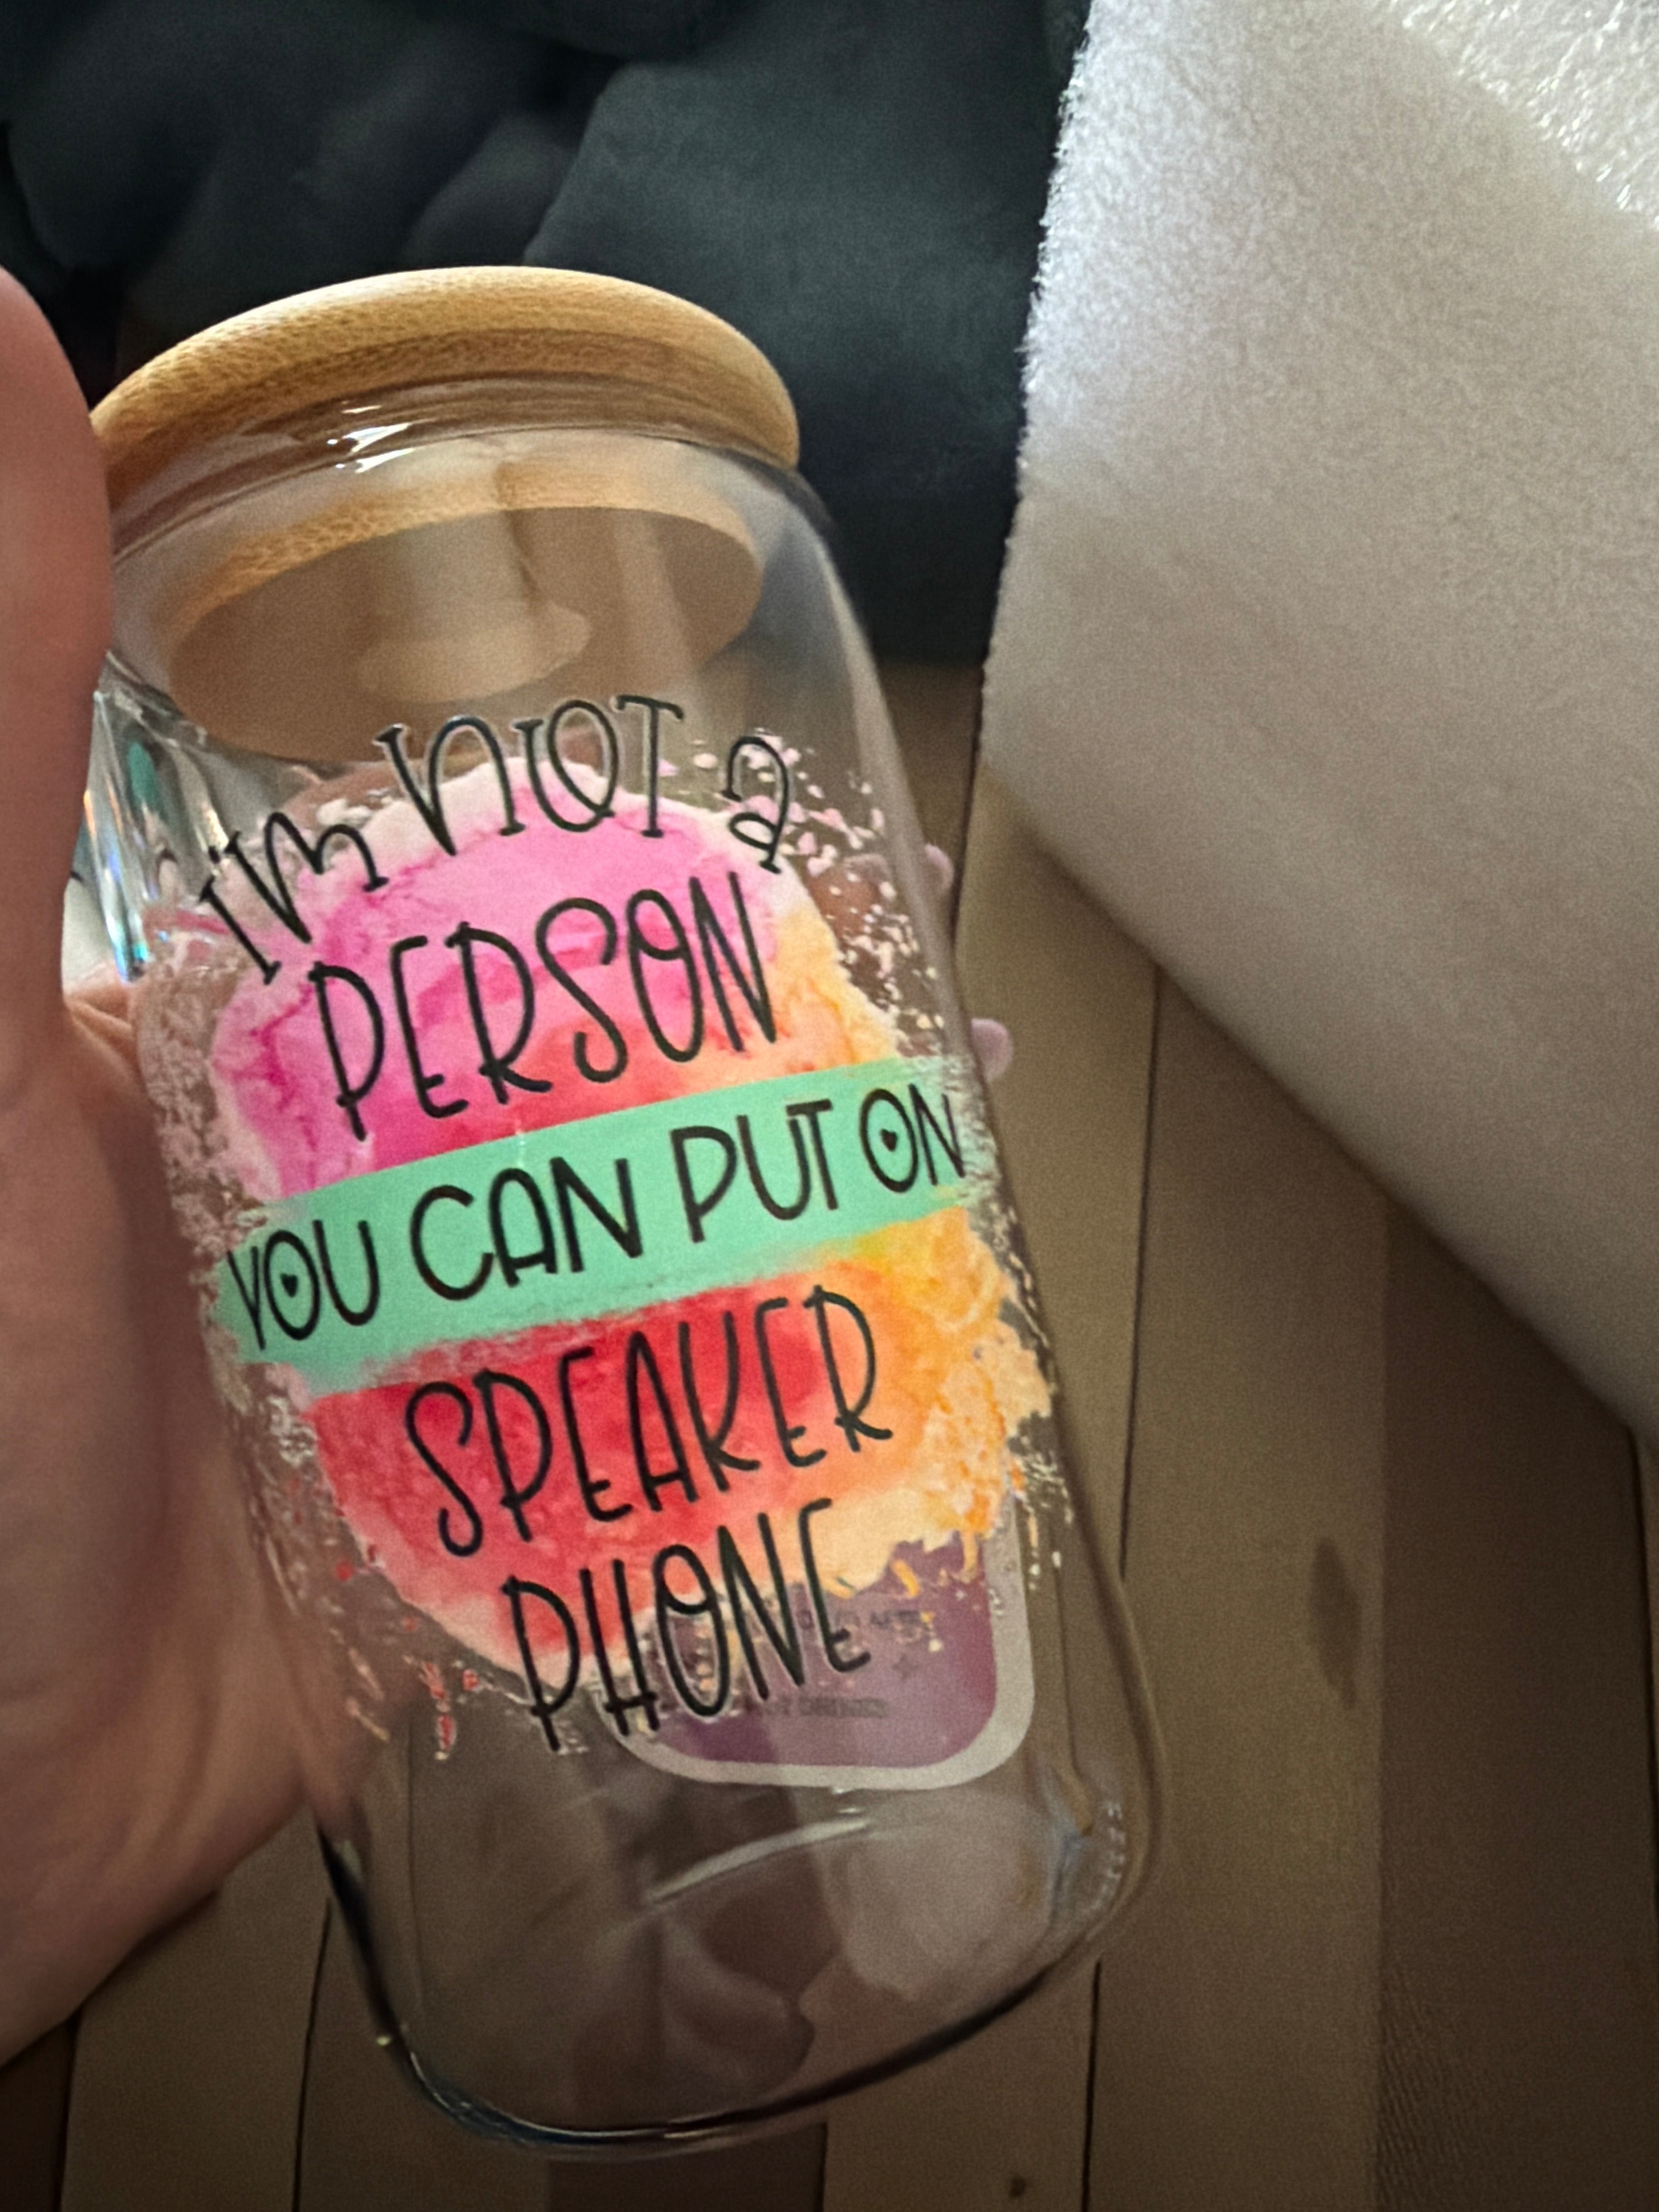 I'm NOT a
PERSON
YOU CAN PUT ON
SPEAKER
PHONE